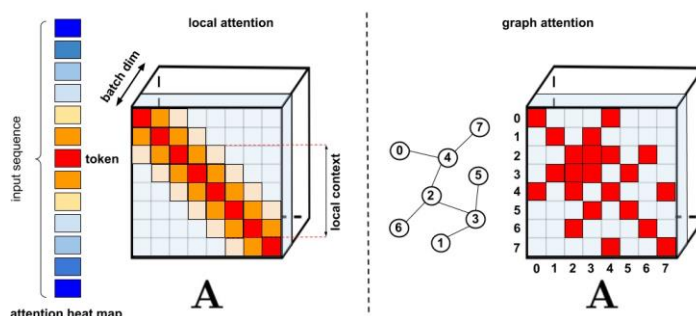 local attention
graph attention
batch dim
input sequence
token
local context
A
attention heat map
0
7
4
5
2
3
6
1
0
1
2
3
4
5
6
7
0 1 2 3 4 5 6 7
A